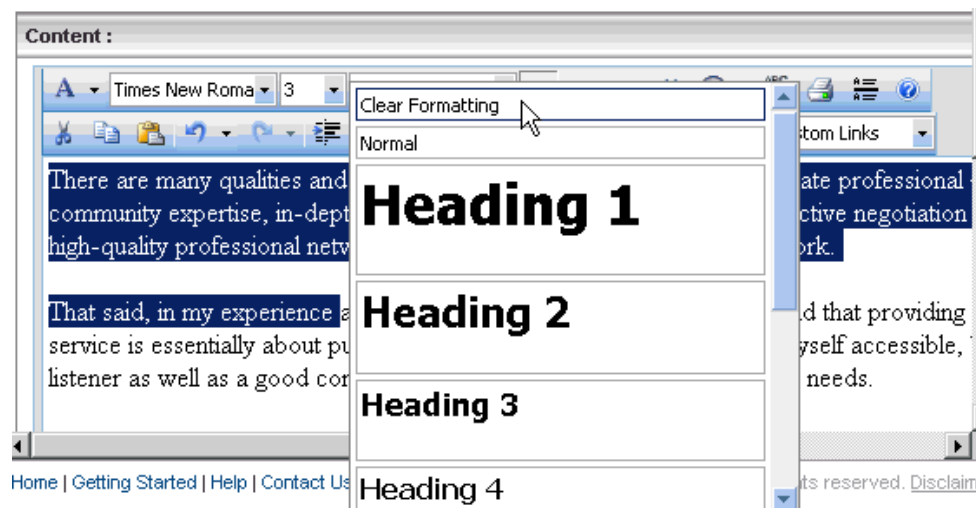 Content :
A Times New Roma 3
Clear Formatting
Normal
Heading 1
Heading 2
Heading 3
Heading 4
tom Links
There are many qualities and ate professional
community expertise, in-dept ctive negotiation
high-quality professional netw ork.
That said, in my experience a d that providing
service is essentially about pu yself accessible,
listener as well as a good cor needs.
Home | Getting Started | Help | Contact Us ts reserved. Disclaim